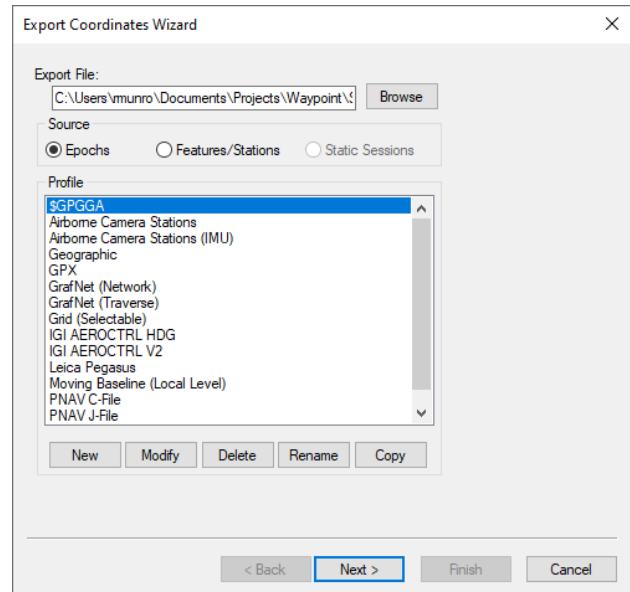 Export Coordinates Wizard
Export File:
C:\Users\rmunro\Documents\Projects\Waypoint\
Browse
Source
Epochs Features/Stations Static Sessions
Profile
$GPGGA
Airborne Camera Stations
Airborne Camera Stations (IMU)
Geographic
GPX
GrafNet (Network)
GrafNet (Traverse)
Grid (Selectable)
IGI AEROCTRL HDG
IGI AEROCTRL V2
Leica Pegasus
Moving Baseline (Local Level)
PNAV C-File
PNAV J-File
New Modify Delete Rename Copy
< Back Next > Finish Cancel